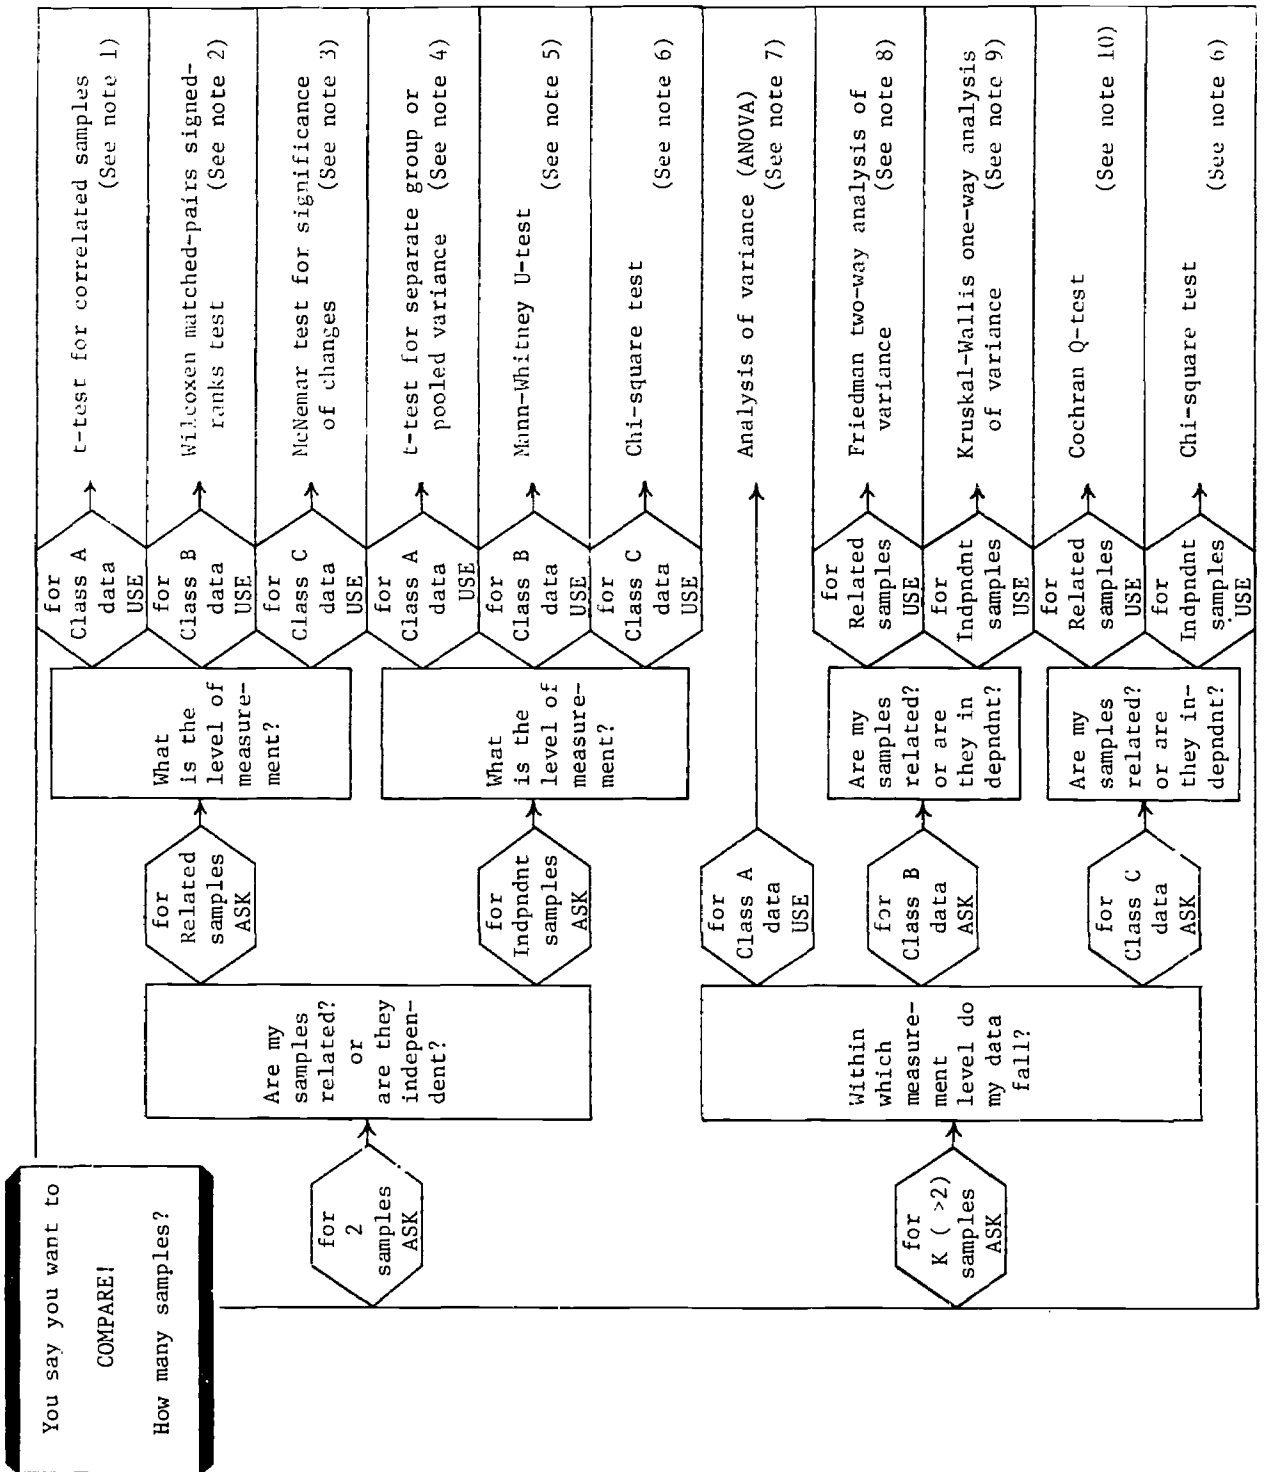 You say you want to
COMPARE!
How many samples?
for
2
samples
ASK
Are my
samples
related?
or
are they
indepen-
dent?
for
Related
samples
ASK
What
is the
level of
measure-
ment?
for
Class A
data
USE
t-test for correlated samples
(See note 1)
for
Class B
data
USE
Wilcoxen matched-pairs signed-
ranks test (See note 2)
for
Class C
data
USE
McNemar test for significance
of changes (See note 3)
for
Indpndnt
samples
ASK
What
is the
level of
measure-
ment?
for
Class A
data
USE
t-test for separate group or
pooled variance (See note 4)
for
Class B
data
USE
Mann-Whitney U-test
(See note 5)
for
Class C
data
USE
Chi-square test
(See note 6)
for
K ( >2)
samples
ASK
Within
which
measure-
ment
level do
my data
fall?
for
Class A
data
USE
Analysis of variance (ANOVA)
(See note 7)
for
Class B
data
ASK
Are my
samples
related?
or are
they in
depndnt?
for
Related
samples
USE
Friedman two-way analysis of
variance (See note 8)
for
Indpndnt
samples
USE
Kruskal-Wallis one-way analysis
of variance (See note 9)
for
Class C
data
ASK
Are my
samples
related?
or are
they in-
depndnt?
for
Related
samples
USE
Cochran Q-test
(See note 10)
for
Indpndnt
samples
USE
Chi-square test
(See note 6)